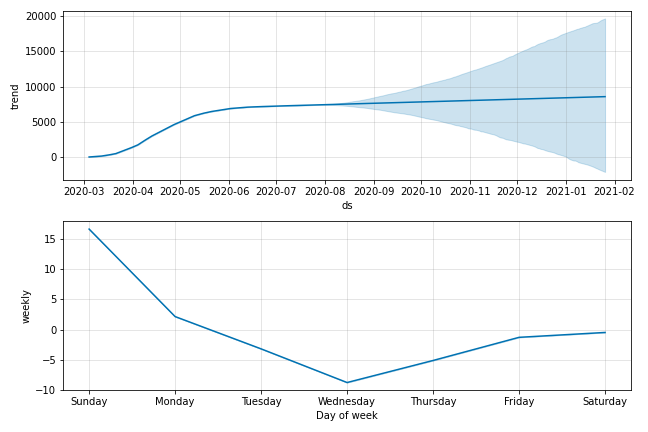 20000
15000
10000
5000
0
trend
2020-03 2020-04 2020-05 2020-06 2020-07 2020-08 2020-09 2020-10 2020-11 2020-12 2021-01 2021-02
ds
15
10
5
0
−5
−10
weekly
Sunday Monday Tuesday Wednesday Thursday Friday Saturday
Day of week